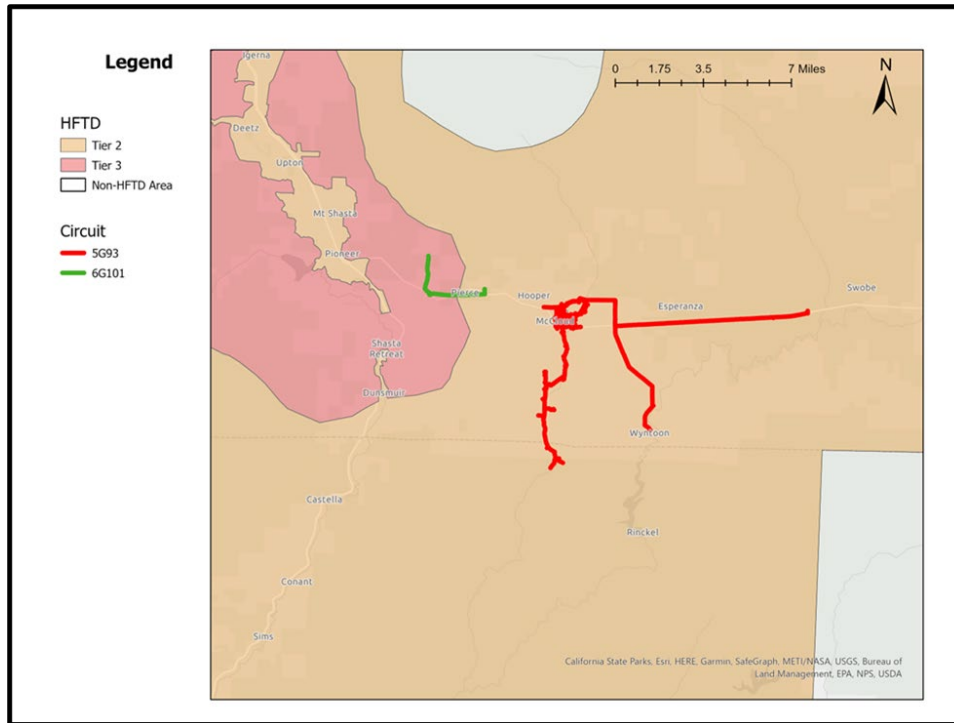 Legend
HFTD
Tier 2
Tier 3
Non-HFTD Area
Circuit
5G93
6G101
0 1.75 3.5 7 Miles
N
Igerna
Deetz
Upton
Mt Shasta
Pioneer
Pierce
Hooper
McCloud
Esperanza
Swobe
Shasta
Retreat
Dunsmuir
Wyntoon
Castella
Rinckel
Conant
Sims
California State Parks, Esri, HERE, Garmin, SafeGraph, METI/NASA, USGS, Bureau of
Land Management, EPA, NPS, USDA